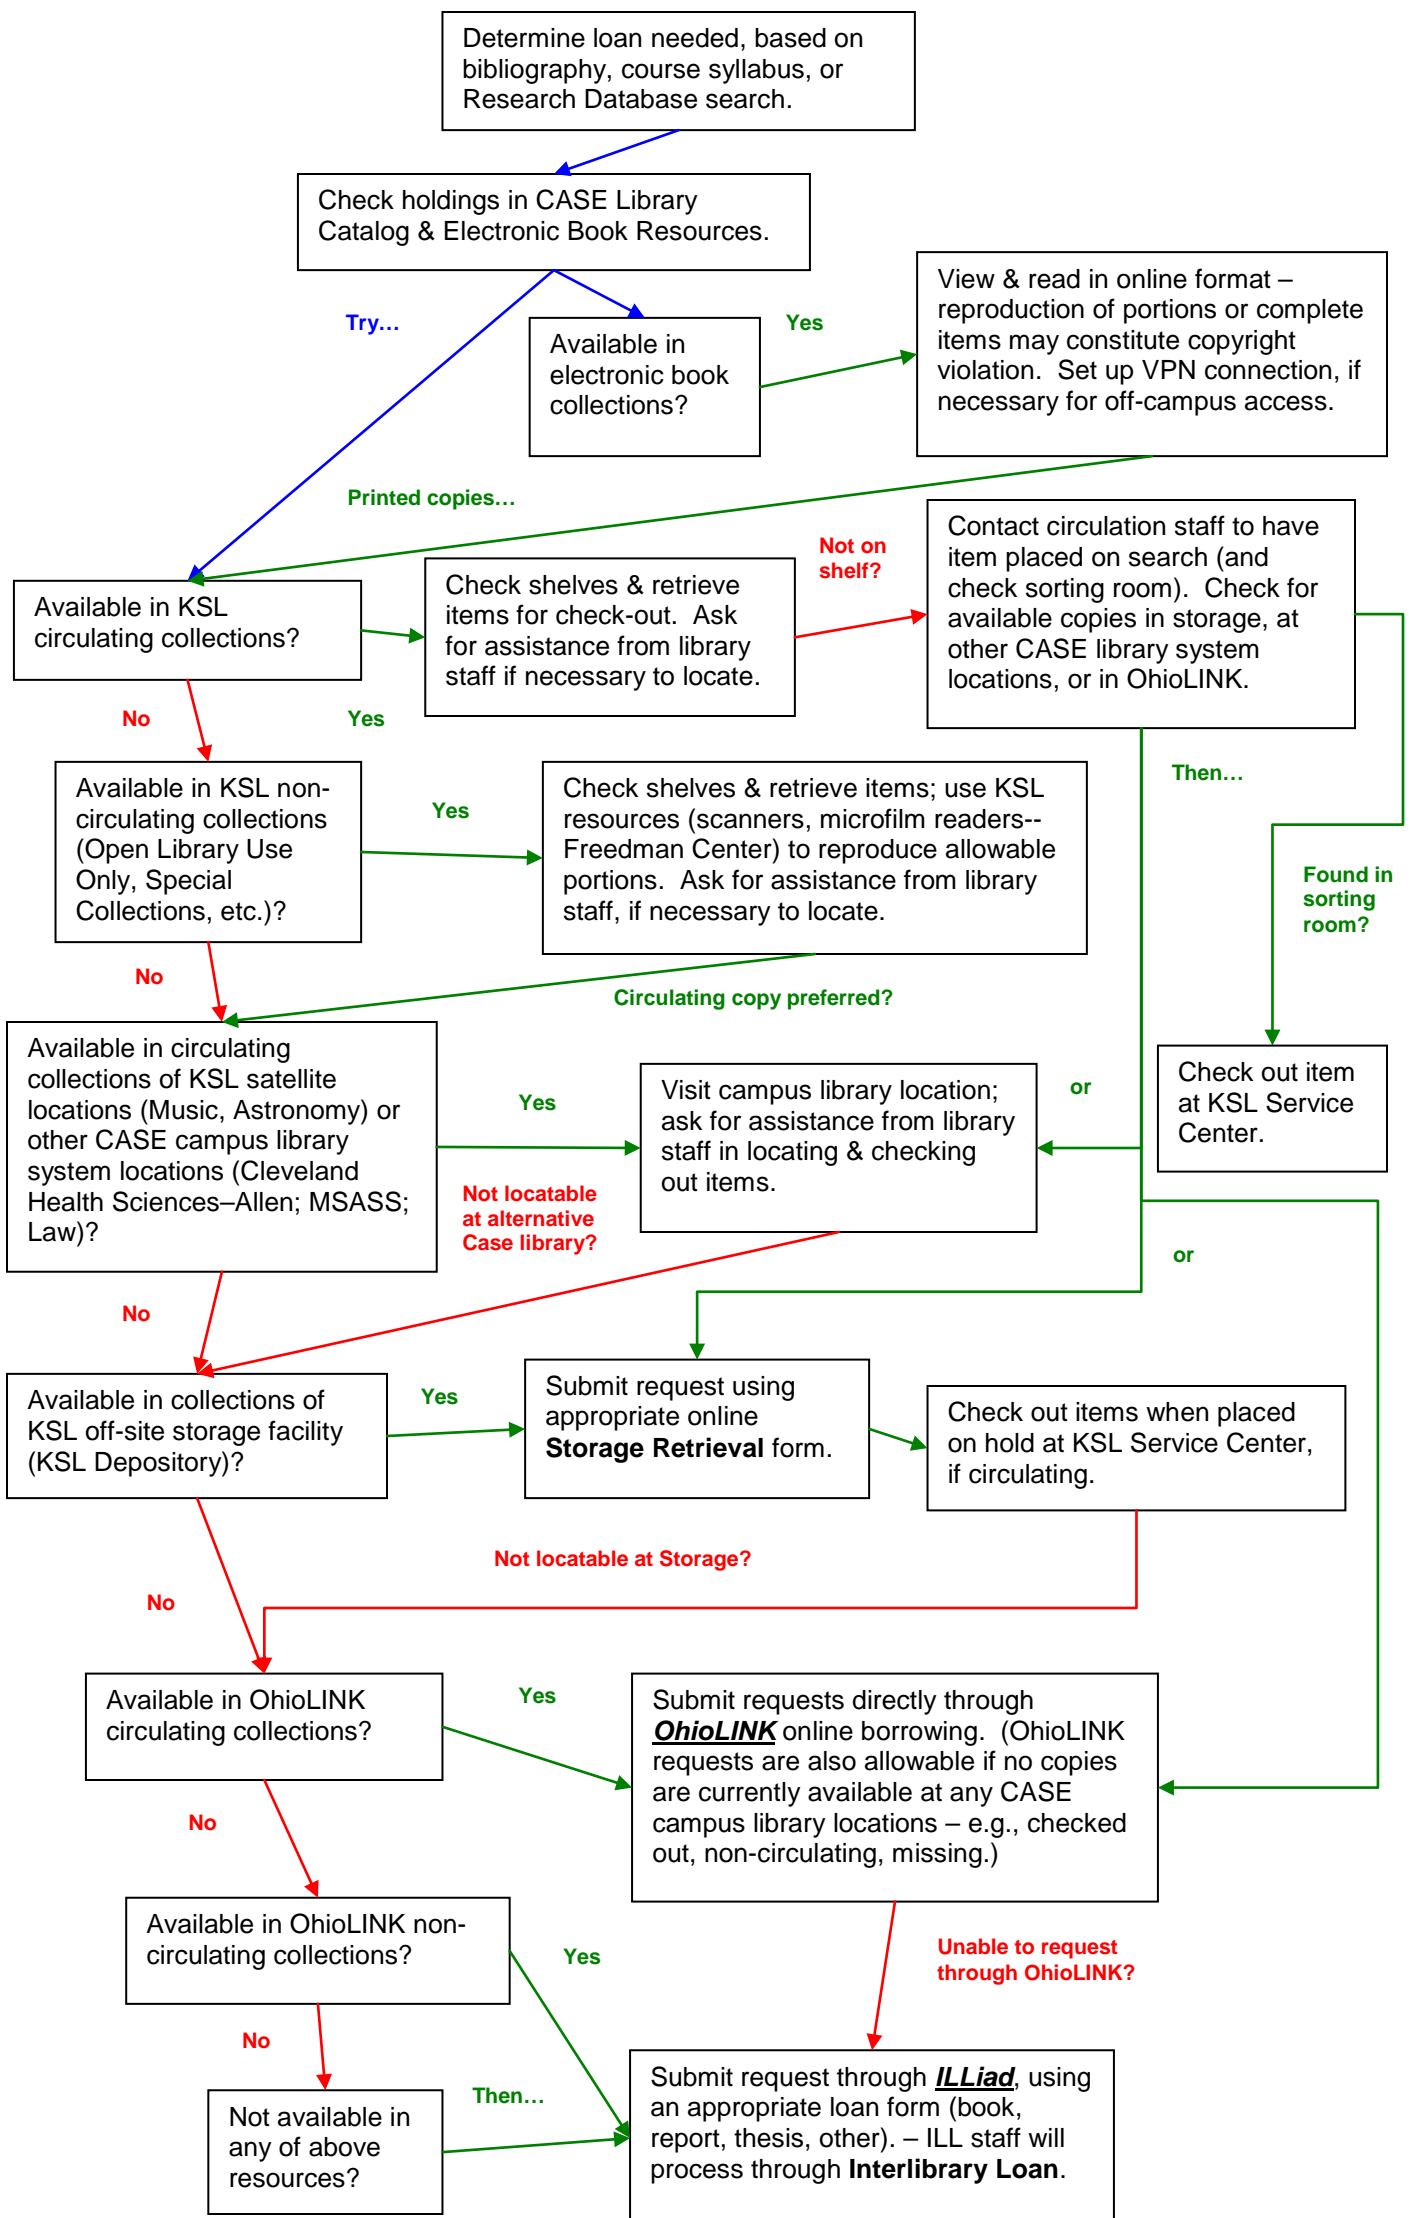 Determine loan needed, based on
bibliography, course syllabus, or
Research Database search.
Check holdings in CASE Library
Catalog & Electronic Book Resources.
Try…
Available in
electronic book
collections?
Yes
View & read in online format –
reproduction of portions or complete
items may constitute copyright
violation.  Set up VPN connection, if
necessary for off-campus access.
Printed copies…
Available in KSL
circulating collections?
Check shelves & retrieve
items for check-out.  Ask
for assistance from library
staff if necessary to locate.
Not on
shelf?
Contact circulation staff to have
item placed on search (and
check sorting room).  Check for
available copies in storage, at
other CASE library system
locations, or in OhioLINK.
No
Yes
Available in KSL non-
circulating collections
(Open Library Use
Only, Special
Collections, etc.)?
Yes
Check shelves & retrieve items; use KSL
resources (scanners, microfilm readers--
Freedman Center) to reproduce allowable
portions.  Ask for assistance from library
staff, if necessary to locate.
Then…
Found in
sorting
room?
No
Circulating copy preferred?
Available in circulating
collections of KSL satellite
locations (Music, Astronomy) or
other CASE campus library
system locations (Cleveland
Health Sciences–Allen; MSASS;
Law)?
Yes
Visit campus library location;
ask for assistance from library
staff in locating & checking
out items.
or
Check out item
at KSL Service
Center.
Not locatable
at alternative
Case library?
or
No
Available in collections of
KSL off-site storage facility
(KSL Depository)?
Yes
Submit request using
appropriate online
Storage Retrieval form.
Check out items when placed
on hold at KSL Service Center,
if circulating.
Not locatable at Storage?
No
Available in OhioLINK
circulating collections?
Yes
Submit requests directly through
OhioLINK online borrowing.  (OhioLINK
requests are also allowable if no copies
are currently available at any CASE
campus library locations – e.g., checked
out, non-circulating, missing.)
No
Available in OhioLINK non-
circulating collections?
Yes
Unable to request
through OhioLINK?
No
Not available in
any of above
resources?
Then…
Submit request through ILLiad, using
an appropriate loan form (book,
report, thesis, other). – ILL staff will
process through Interlibrary Loan.